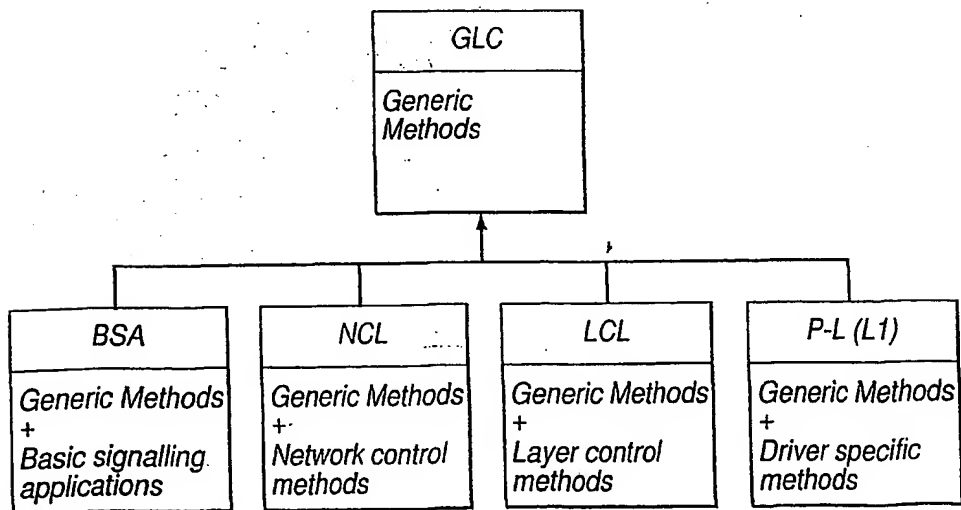 GLC
Generic
Methods
BSA
Generic Methods
+
Basic signalling
applications
NCL
Generic Methods
+
Network control
methods
LCL
Generic Methods
+
Layer control
methods
P-L (L1)
Generic Methods
+
Driver specific
methods